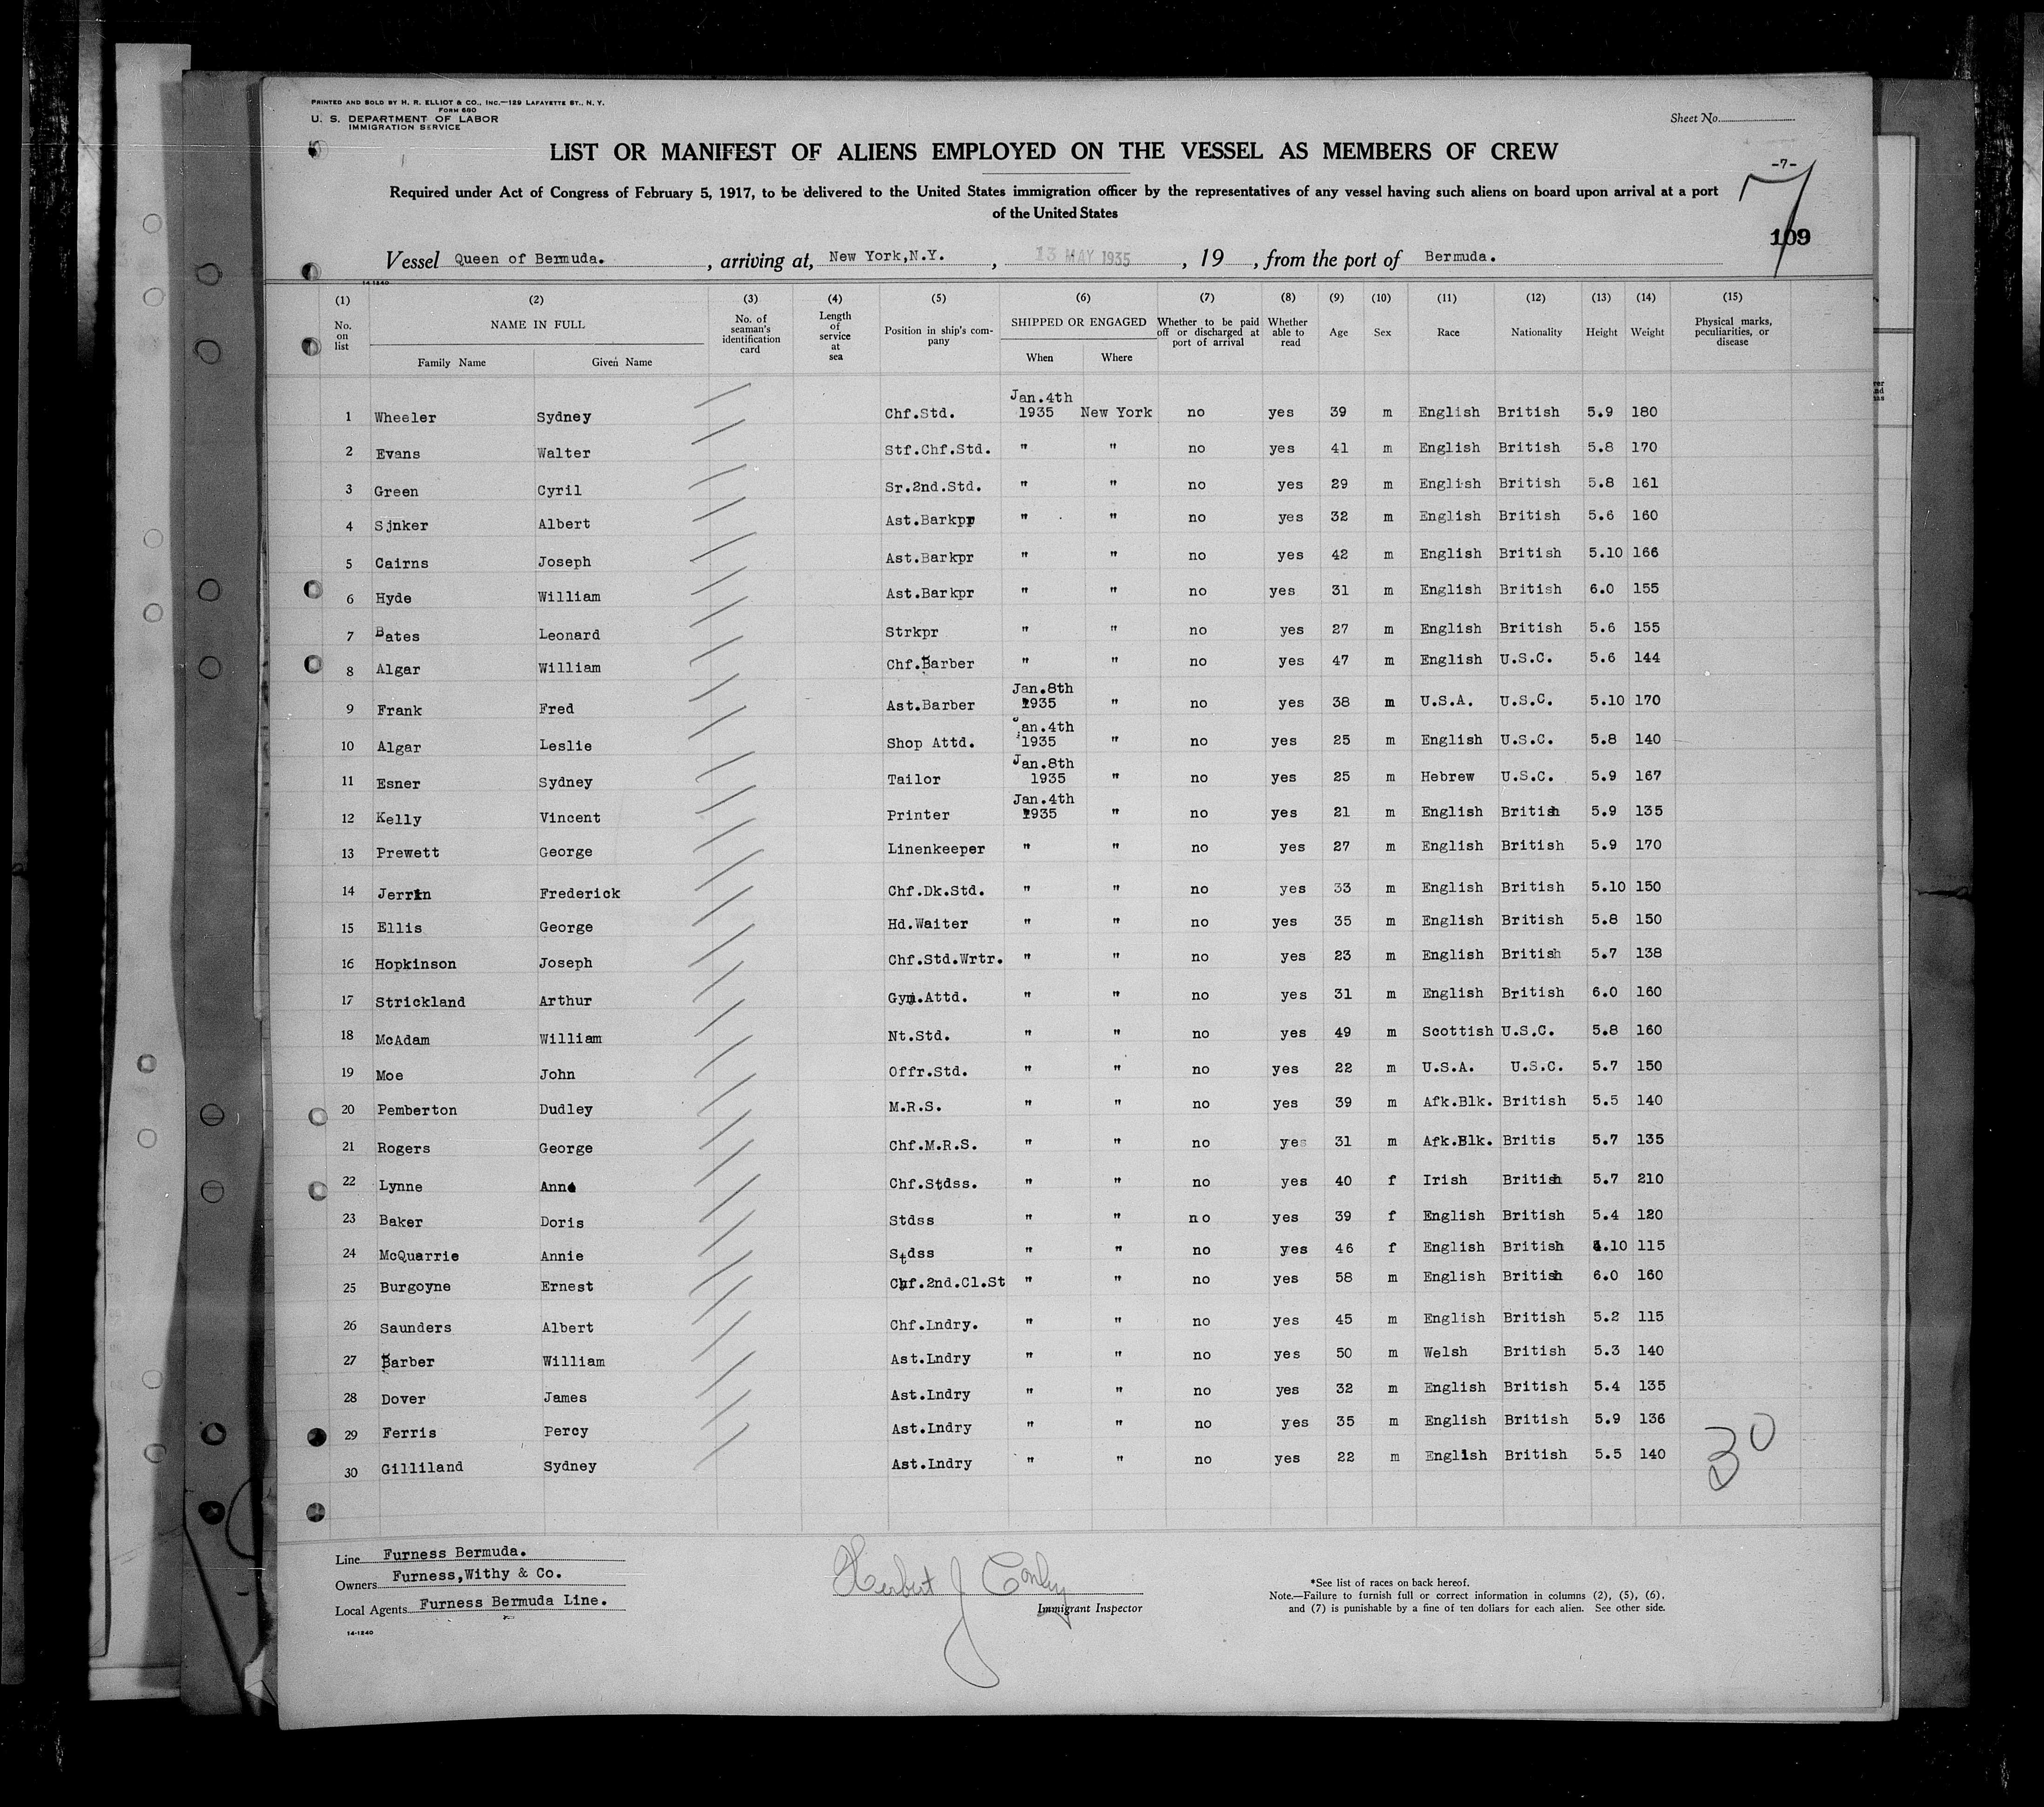 PRINTED AND SOLD BY H. R. ELLIOT & CO., INC.—129 LAFAYETTE ST., N. Y.
FORM 660
U. S. DEPARTMENT OF LABOR
IMMIGRATION SERVICE
Sheet No.
LIST OR MANIFEST OF ALIENS EMPLOYED ON THE VESSEL AS MEMBERS OF CREW
-7-
7
Required under Act of Congress of February 5, 1917, to be delivered to the United States immigration officer by the representatives of any vessel having such aliens on board upon arrival at a port
of the United States
109
Vessel Queen of Bermuda. , arriving at, New York,N.Y. , 13 MAY 1935 , 19 , from the port of Bermuda.
14-1240
(1) (2) (3) (4) (5) (6) (7) (8) (9) (10) (11) (12) (13) (14) (15)
No. on list NAME IN FULL Family Name Given Name No. of seaman's identification card Length of service at sea Position in ship's company SHIPPED OR ENGAGED When Where Whether to be paid off or discharged at port of arrival Whether able to read Age Sex Race Nationality Height Weight Physical marks, peculiarities, or disease
1 Wheeler Sydney Chf.Std. Jan.4th 1935 New York no yes 39 m English British 5.9 180
2 Evans Walter Stf.Chf.Std. " " no yes 41 m English British 5.8 170
3 Green Cyril Sr.2nd.Std. " " no yes 29 m English British 5.8 161
4 Sjnker Albert Ast.Barkpr " " no yes 32 m English British 5.6 160
5 Cairns Joseph Ast.Barkpr " " no yes 42 m English British 5.10 166
6 Hyde William Ast.Barkpr " " no yes 31 m English British 6.0 155
7 Bates Leonard Strkpr " " no yes 27 m English British 5.6 155
8 Algar William Chf.Barber " " no yes 47 m English U.S.C. 5.6 144
9 Frank Fred Ast.Barber Jan.8th 1935 " no yes 38 m U.S.A. U.S.C. 5.10 170
10 Algar Leslie Shop Attd. Jan.4th 1935 " no yes 25 m English U.S.C. 5.8 140
11 Esner Sydney Tailor Jan.8th 1935 " no yes 25 m Hebrew U.S.C. 5.9 167
12 Kelly Vincent Printer Jan.4th 1935 " no yes 21 m English British 5.9 135
13 Prewett George Linenkeeper " " no yes 27 m English British 5.9 170
14 Jerrin Frederick Chf.Dk.Std. " " no yes 33 m English British 5.10 150
15 Ellis George Hd.Waiter " " no yes 35 m English British 5.8 150
16 Hopkinson Joseph Chf.Std.Wrtr. " " no yes 23 m English British 5.7 138
17 Strickland Arthur Gym.Attd. " " no yes 31 m English British 6.0 160
18 McAdam William Nt.Std. " " no yes 49 m Scottish U.S.C. 5.8 160
19 Moe John Offr.Std. " " no yes 22 m U.S.A. U.S.C. 5.7 150
20 Pemberton Dudley M.R.S. " " no yes 39 m Afk.Blk. British 5.5 140
21 Rogers George Chf.M.R.S. " " no yes 31 m Afk.Blk. Britis 5.7 135
22 Lynne Anne Chf.Stdss. " " no yes 40 f Irish British 5.7 210
23 Baker Doris Stdss " " no yes 39 f English British 5.4 120
24 McQuarrie Annie Stdss " " no yes 46 f English British 4.10 115
25 Burgoyne Ernest Chf.2nd.Cl.St " " no yes 58 m English British 6.0 160
26 Saunders Albert Chf.Lndry. " " no yes 45 m English British 5.2 115
27 Barber William Ast.Lndry " " no yes 50 m Welsh British 5.3 140
28 Dover James Ast.Lndry " " no yes 32 m English British 5.4 135
29 Ferris Percy Ast.Lndry " " no yes 35 m English British 5.9 136
30 Gilliland Sydney Ast.Lndry " " no yes 22 m English British 5.5 140
30
Line Furness Bermuda.
Owners Furness,Withy & Co.
Local Agents Furness Bermuda Line.
14-1240
Herbert J Conley
Immigrant Inspector
*See list of races on back hereof.
Note.—Failure to furnish full or correct information in columns (2), (5), (6),
and (7) is punishable by a fine of ten dollars for each alien. See other side.